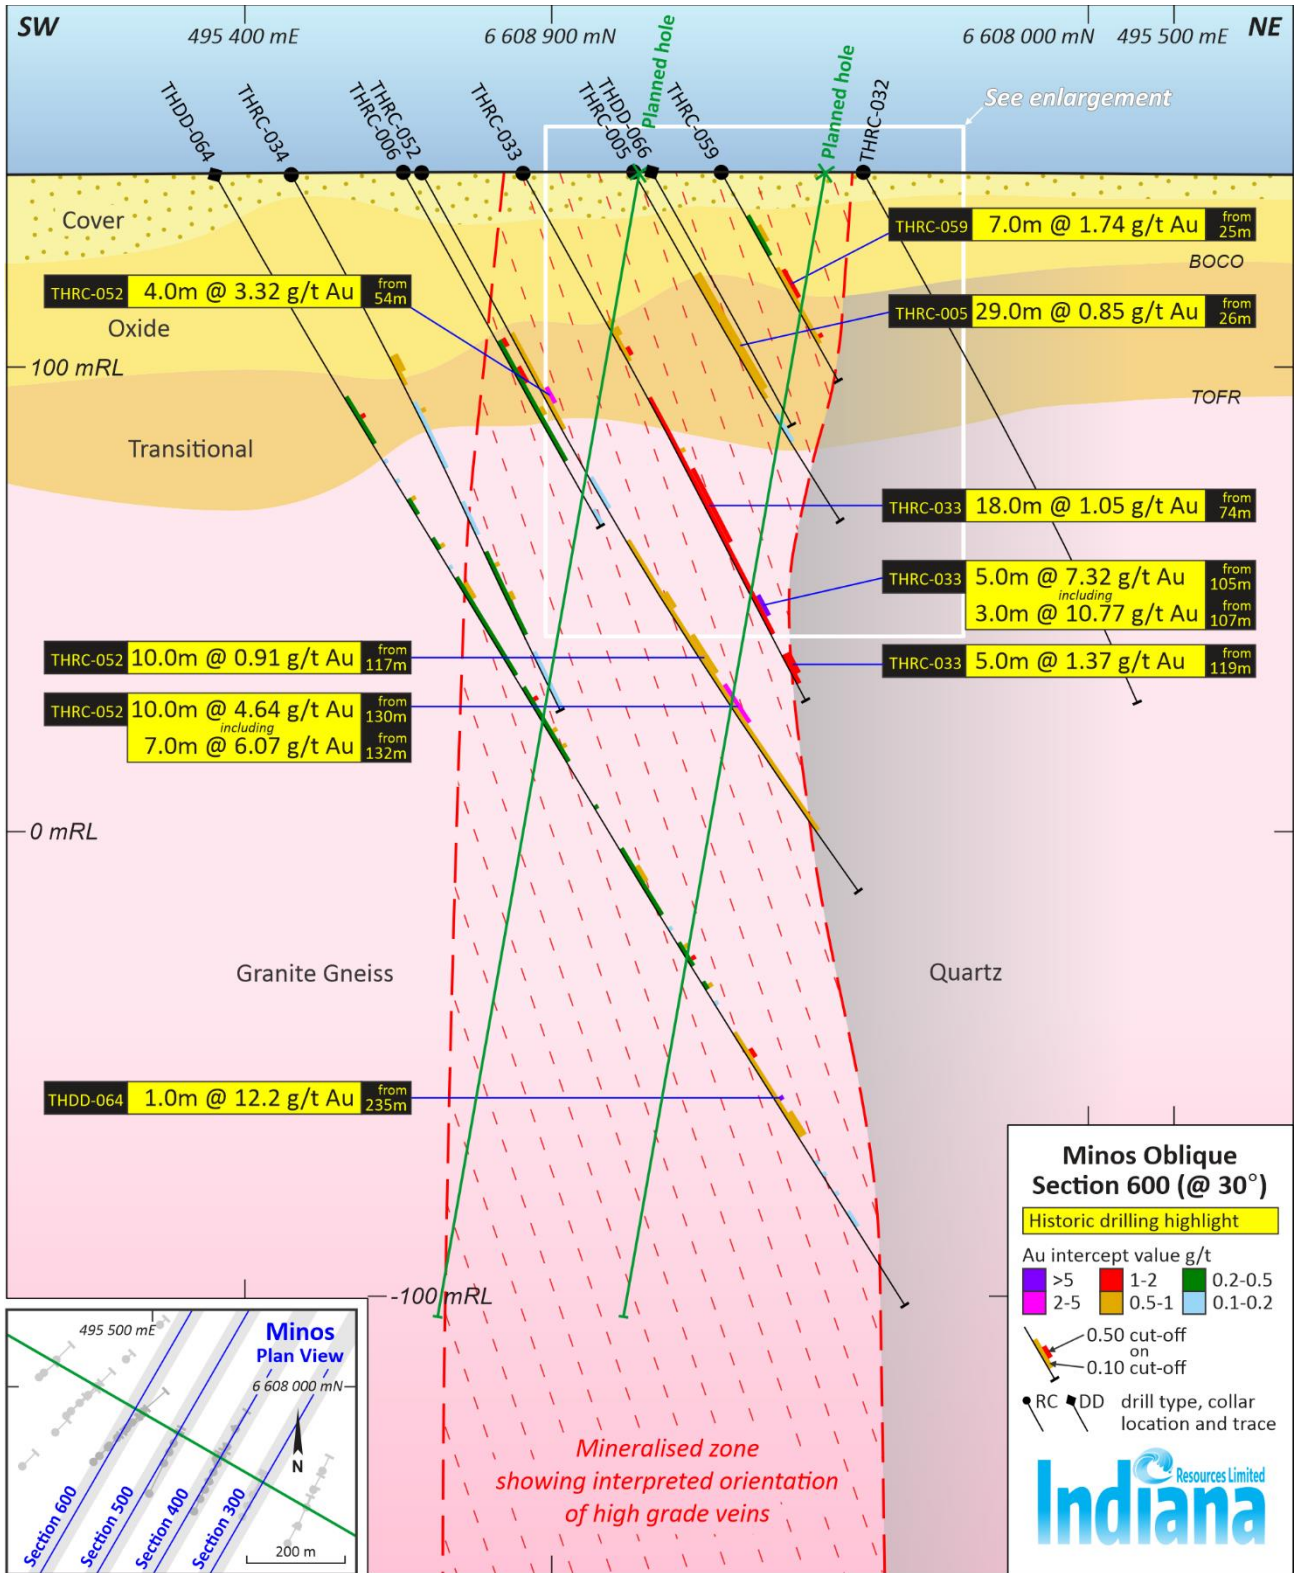 SW
495 400 mE
6 608 900 mN
6 608 000 mN
495 500 mE
NE
THDD-064
THRC-034
THRC-006
THRC-052
THRC-033
THRC-005
THDD-066
Planned hole
THRC-059
Planned hole
THRC-032
See enlargement
Cover
THRC-059 7.0m @ 1.74 g/t Au from 25m
BOCO
THRC-052 4.0m @ 3.32 g/t Au from 54m
THRC-005 29.0m @ 0.85 g/t Au from 26m
Oxide
100 mRL
TOFR
Transitional
THRC-033 18.0m @ 1.05 g/t Au from 74m
THRC-033 5.0m @ 7.32 g/t Au from 105m
including
3.0m @ 10.77 g/t Au from 107m
THRC-052 10.0m @ 0.91 g/t Au from 117m
THRC-033 5.0m @ 1.37 g/t Au from 119m
THRC-052 10.0m @ 4.64 g/t Au from 130m
including
7.0m @ 6.07 g/t Au from 132m
0 mRL
Granite Gneiss
Quartz
THDD-064 1.0m @ 12.2 g/t Au from 235m
-100 mRL
Mineralised zone
showing interpreted orientation
of high grade veins
Minos Oblique
Section 600 (@ 30°)
Historic drilling highlight
Au intercept value g/t
>5 1-2 0.2-0.5
2-5 0.5-1 0.1-0.2
0.50 cut-off
on
0.10 cut-off
RC DD drill type, collar
location and trace
Indiana Resources Limited
495 500 mE
Minos
Plan View
6 608 000 mN
N
Section 600
Section 500
Section 400
Section 300
200 m